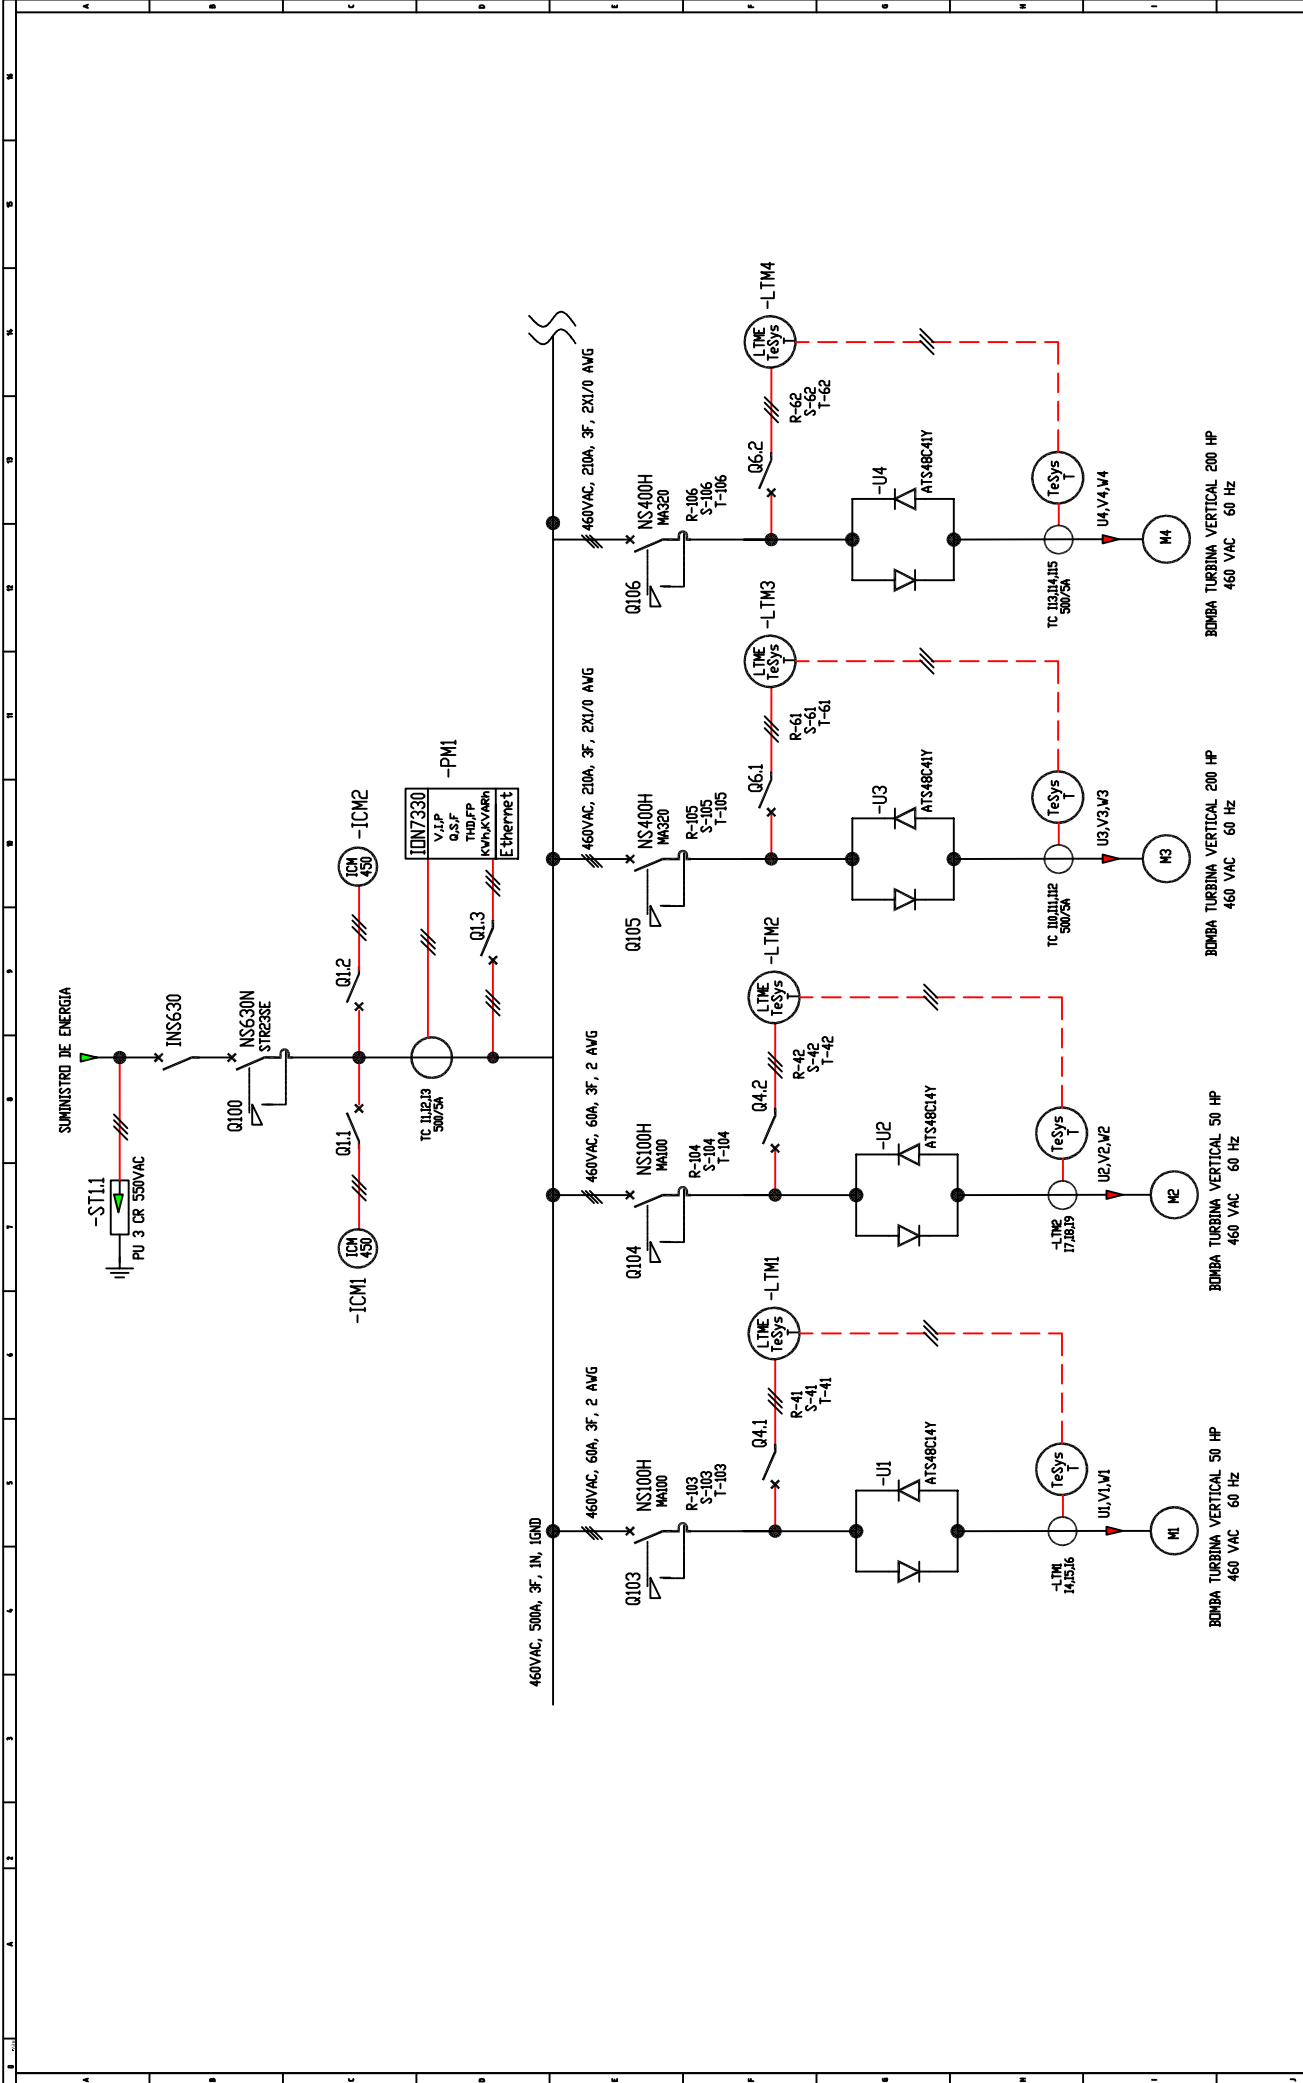 SUMINISTRO DE ENERGIA
-ST1.1
PU 3 CR 550VAC
INS630
Q100
NS630N
STR23SE
Q1.1
Q1.2
ICM
450
-ICM1
ICM
450
-ICM2
TC I1,I2,I3
500/5A
ION7330
V,I,P
Q,S,F
THD,FP
KWh,KVARh
Ethernet
-PM1
Q1.3
460VAC, 500A, 3F, 1N, 1GND
460VAC, 60A, 3F, 2 AWG
Q103
NS100H
MA100
R-103
S-103
T-103
Q4.1
R-41
S-41
T-41
LTME
TeSys
T
-LTM1
-U1
ATS48C14Y
-LTM1
I4,I5,I6
TeSys
T
U1,V1,W1
M1
BOMBA TURBINA VERTICAL 50 HP
460 VAC 60 Hz
460VAC, 60A, 3F, 2 AWG
Q104
NS100H
MA100
R-104
S-104
T-104
Q4.2
R-42
S-42
T-42
LTME
TeSys
T
-LTM2
-U2
ATS48C14Y
-LTM2
I7,I8,I9
TeSys
T
U2,V2,W2
M2
BOMBA TURBINA VERTICAL 50 HP
460 VAC 60 Hz
460VAC, 210A, 3F, 2X1/0 AWG
Q105
NS400H
MA320
R-105
S-105
T-105
Q6.1
R-61
S-61
T-61
LTME
TeSys
T
-LTM3
-U3
ATS48C41Y
TC I10,I11,I12
500/5A
TeSys
T
U3,V3,W3
M3
BOMBA TURBINA VERTICAL 200 HP
460 VAC 60 Hz
460VAC, 210A, 3F, 2X1/0 AWG
Q106
NS400H
MA320
R-106
S-106
T-106
Q6.2
R-62
S-62
T-62
LTME
TeSys
T
-LTM4
-U4
ATS48C41Y
TC I13,I14,I15
500/5A
TeSys
T
U4,V4,W4
M4
BOMBA TURBINA VERTICAL 200 HP
460 VAC 60 Hz